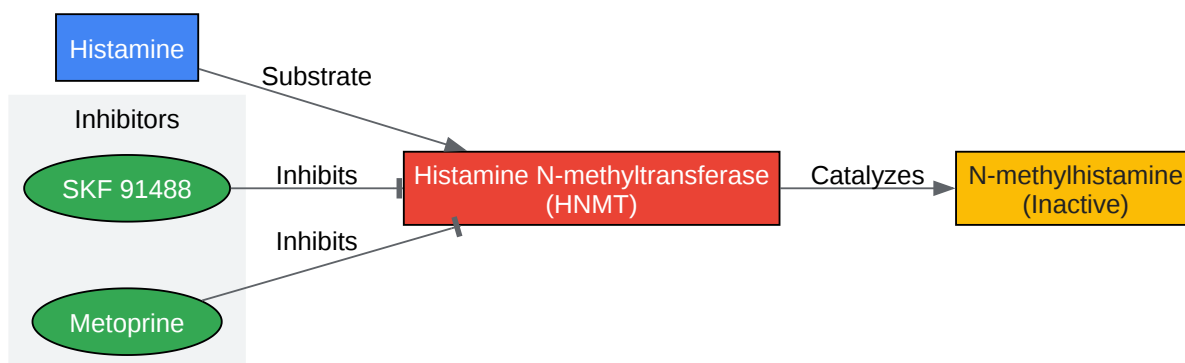 Histamine
Substrate
Inhibitors
SKF 91488
Inhibits
Histamine N-methyltransferase
(HNMT)
Catalyzes
N-methylhistamine
(Inactive)
Inhibits
Metoprine